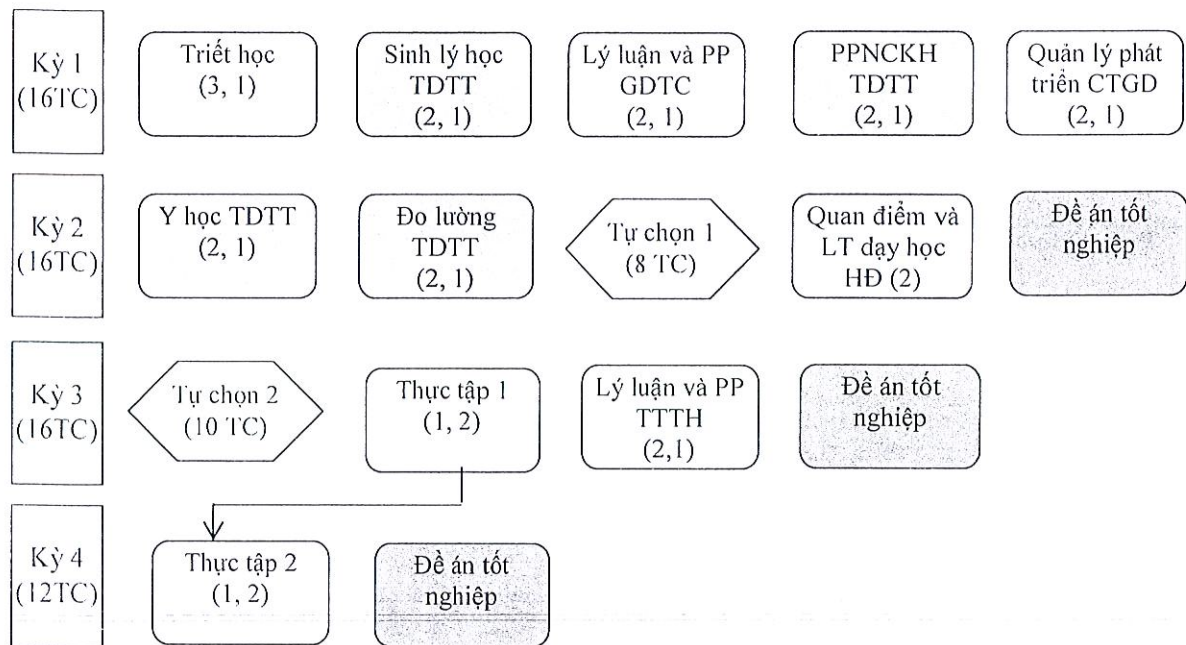 Kỳ 1
(16TC)
Triết học
(3, 1)
Sinh lý học
TDTT
(2, 1)
Lý luận và PP
GDTC
(2, 1)
PPNCKH
TDTT
(2, 1)
Quản lý phát
triển CTGD
(2, 1)
Kỳ 2
(16TC)
Y học TDTT
(2, 1)
Đo lường
TDTT
(2, 1)
Tự chọn 1
(8 TC)
Quan điểm và
LT dạy học
HĐ (2)
Đề án tốt
nghiệp
Kỳ 3
(16TC)
Tự chọn 2
(10 TC)
Thực tập 1
(1, 2)
Lý luận và PP
TTTH
(2,1)
Đề án tốt
nghiệp
Kỳ 4
(12TC)
Thực tập 2
(1, 2)
Đề án tốt
nghiệp